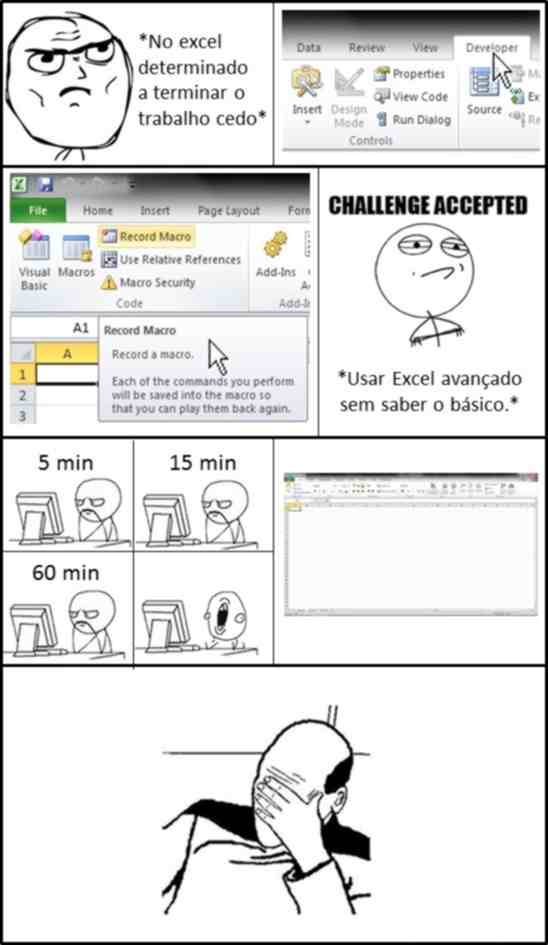 *No excel
determinado
a terminar o
trabalho cedo*
Data Review View Developer
Insert
Design
Mode
Properties
View Code
Run Dialog
Controls
Source
Ex
File Home Insert Page Layout Form
Visual
Basic
Macros
Record Macro
Use Relative References
Macro Security
Code
Add-Ins
A1
Record Macro
Record a macro.
Each of the commands you perform
will be saved into the macro so
that you can play them back again.
A
1
2
3
CHALLENGE ACCEPTED
*Usar Excel avançado
sem saber o básico.*
5 min
15 min
60 min